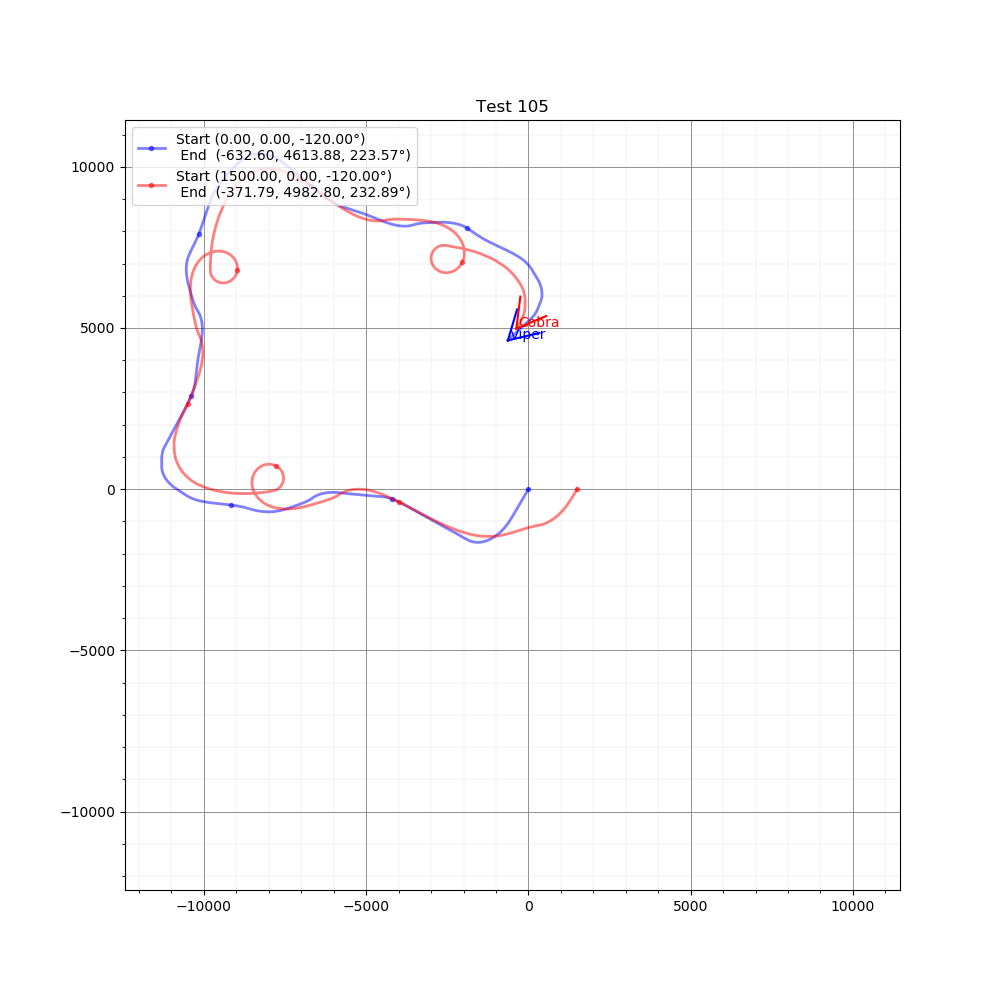 Test 105
Start (0.00, 0.00, -120.00°)
End  (-632.60, 4613.88, 223.57°)
Start (1500.00, 0.00, -120.00°)
End  (-371.79, 4982.80, 232.89°)
10000
5000
0
−5000
−10000
Cobra
Viper
−10000
−5000
0
5000
10000